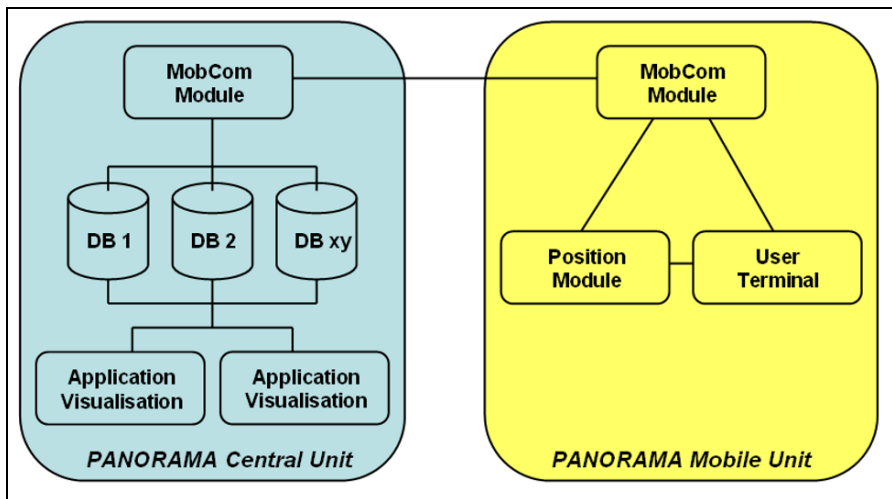 MobCom
Module
DB 1
DB 2
DB xy
Application
Visualisation
Application
Visualisation
PANORAMA Central Unit
MobCom
Module
Position
Module
User
Terminal
PANORAMA Mobile Unit